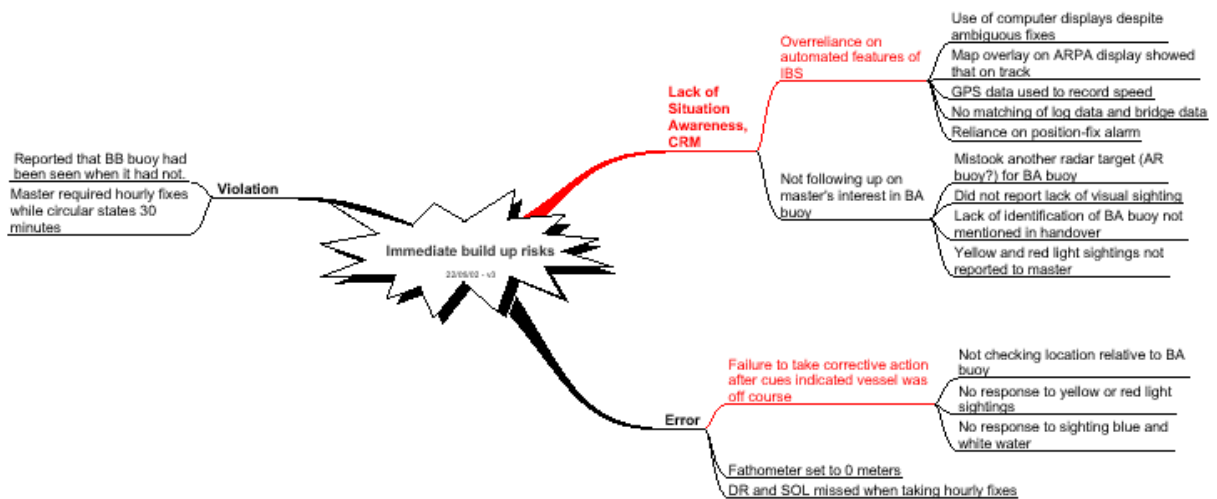 Reported that BB buoy had
been seen when it had not.
Master required hourly fixes
while circular states 30
minutes
Violation
Immediate build up risks
22/05/02 - v3
Lack of
Situation
Awareness,
CRM
Overreliance on
automated features of
IBS
Use of computer displays despite
ambiguous fixes
Map overlay on ARPA display showed
that on track
GPS data used to record speed
No matching of log data and bridge data
Reliance on position-fix alarm
Not following up on
master's interest in BA
buoy
Mistook another radar target (AR
buoy?) for BA buoy
Did not report lack of visual sighting
Lack of identification of BA buoy not
mentioned in handover
Yellow and red light sightings not
reported to master
Error
Failure to take corrective action
after cues indicated vessel was
off course
Not checking location relative to BA
buoy
No response to yellow or red light
sightings
No response to sighting blue and
white water
Fathometer set to 0 meters
DR and SOL missed when taking hourly fixes